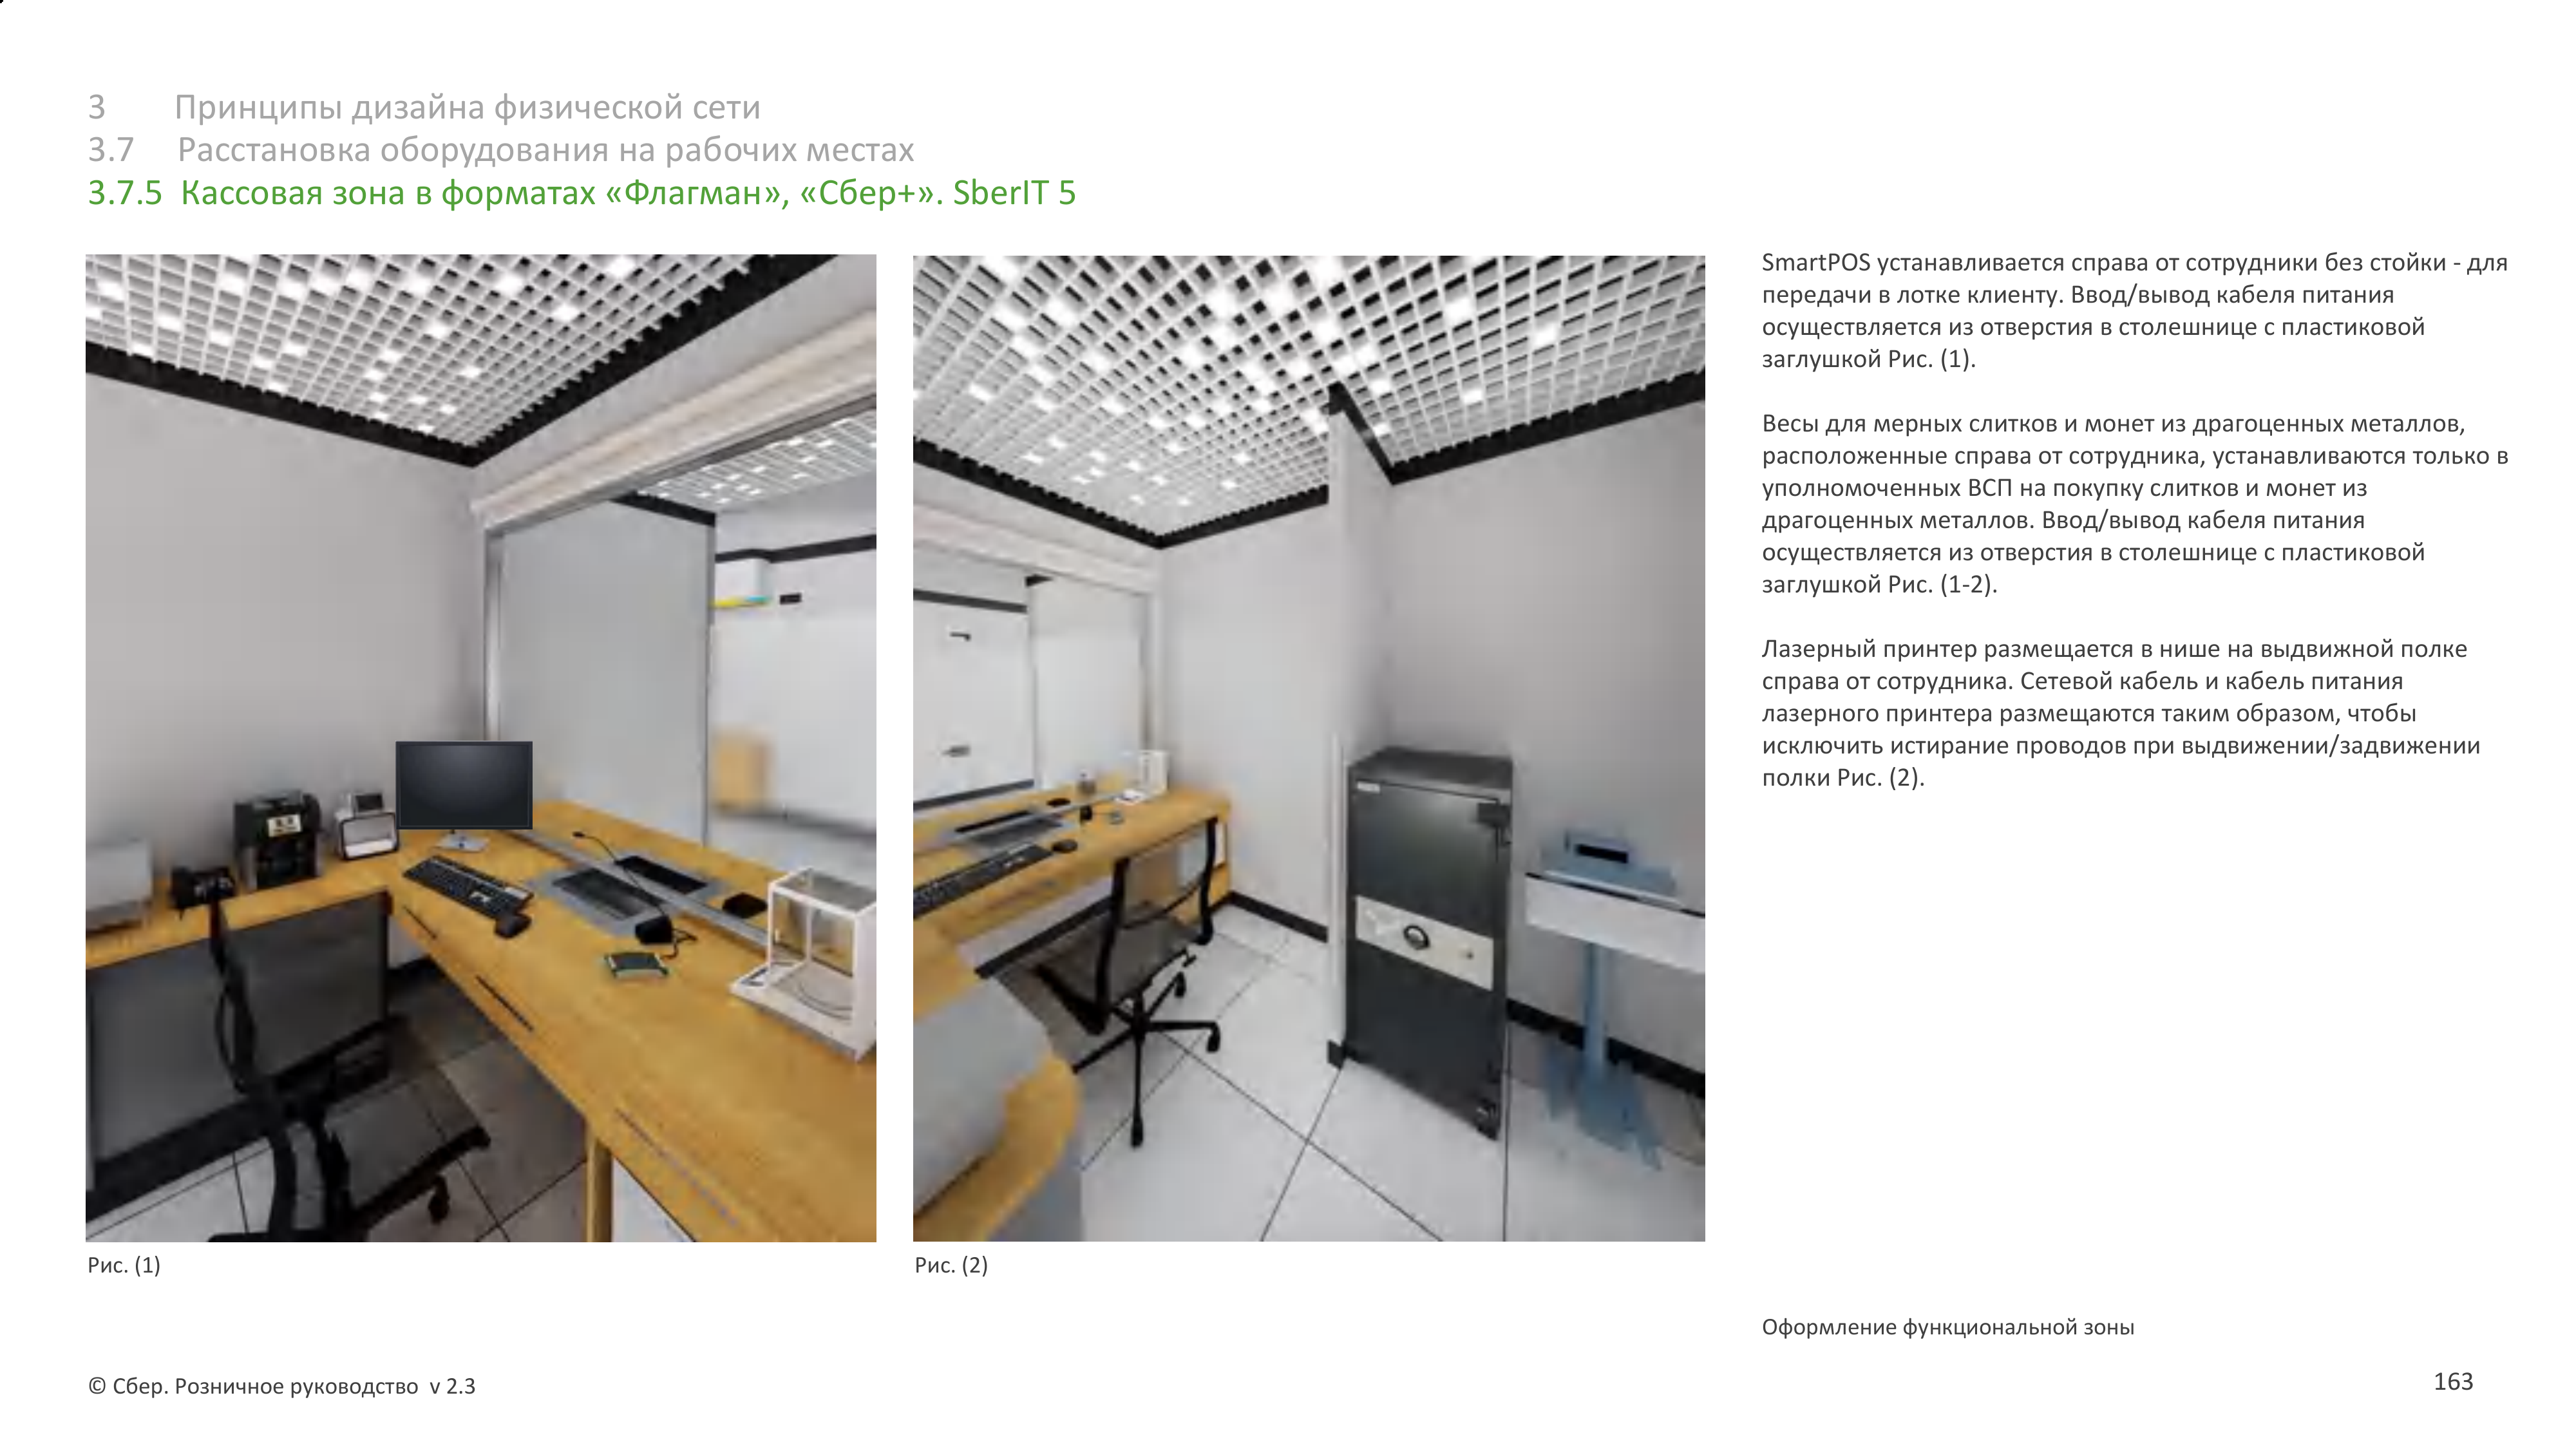 3 Принципы дизайна физической сети
3.7 Расстановка оборудования на рабочих местах
3.7.5 Кассовая зона в форматах «Флагман», «Сбер+». SberIT 5
SmartPOS устанавливается справа от сотрудники без стойки - для
передачи в лотке клиенту. Ввод/вывод кабеля питания
осуществляется из отверстия в столешнице с пластиковой
заглушкой Рис. (1).
Весы для мерных слитков и монет из драгоценных металлов,
расположенные справа от сотрудника, устанавливаются только в
уполномоченных ВСП на покупку слитков и монет из
драгоценных металлов. Ввод/вывод кабеля питания
осуществляется из отверстия в столешнице с пластиковой
заглушкой Рис. (1-2).
Лазерный принтер размещается в нише на выдвижной полке
справа от сотрудника. Сетевой кабель и кабель питания
лазерного принтера размещаются таким образом, чтобы
исключить истирание проводов при выдвижении/задвижении
полки Рис. (2).
Рис. (1)
Рис. (2)
Оформление функциональной зоны
© Сбер. Розничное руководство v 2.3
163